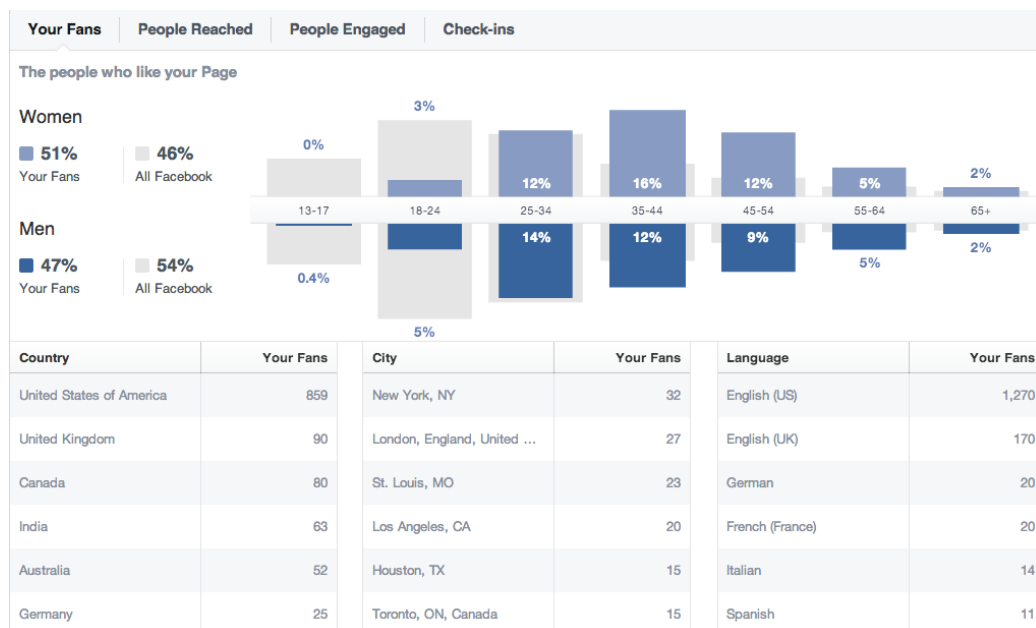 Your Fans People Reached People Engaged Check-ins
The people who like your Page
Women
51% 46%
Your Fans All Facebook
Men
47% 54%
Your Fans All Facebook
0% 3% 12% 16% 12% 5% 2%
13-17 18-24 25-34 35-44 45-54 55-64 65+
0.4% 5% 14% 12% 9% 5% 2%
Country Your Fans City Your Fans Language Your Fans
United States of America 859 New York, NY 32 English (US) 1,270
United Kingdom 90 London, England, United ... 27 English (UK) 170
Canada 80 St. Louis, MO 23 German 20
India 63 Los Angeles, CA 20 French (France) 20
Australia 52 Houston, TX 15 Italian 14
Germany 25 Toronto, ON, Canada 15 Spanish 11